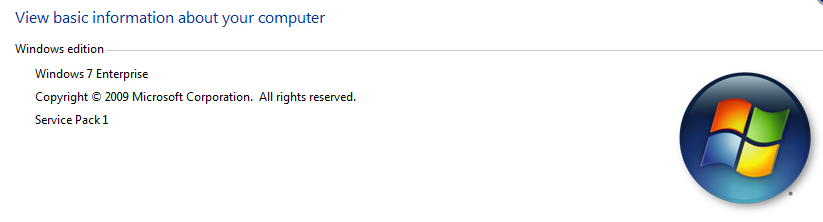 View basic information about your computer
Windows edition
Windows 7 Enterprise
Copyright © 2009 Microsoft Corporation.  All rights reserved.
Service Pack 1